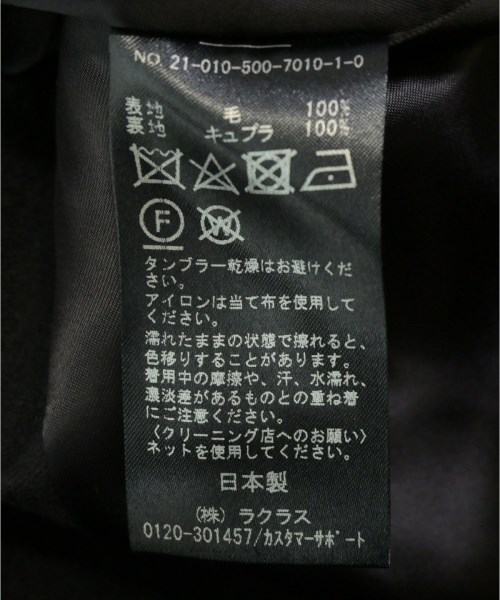 NO 21-010-500-7010-1-0
表地 毛 100%
裏地 キュプラ 100%
F W
タンブラー乾燥はお避けくだ
さい。
アイロンは当て布を使用して
ください。
濡れたままの状態で擦れると、
色移りすることがあります。
着用中の摩擦や、汗、水濡れ、
濃淡差があるものとの重ね着
にご注意ください。
〈クリーニング店へのお願い〉
ネットを使用してください。
日本製
(株) ラクラス
0120-301457/カスタマーサポート